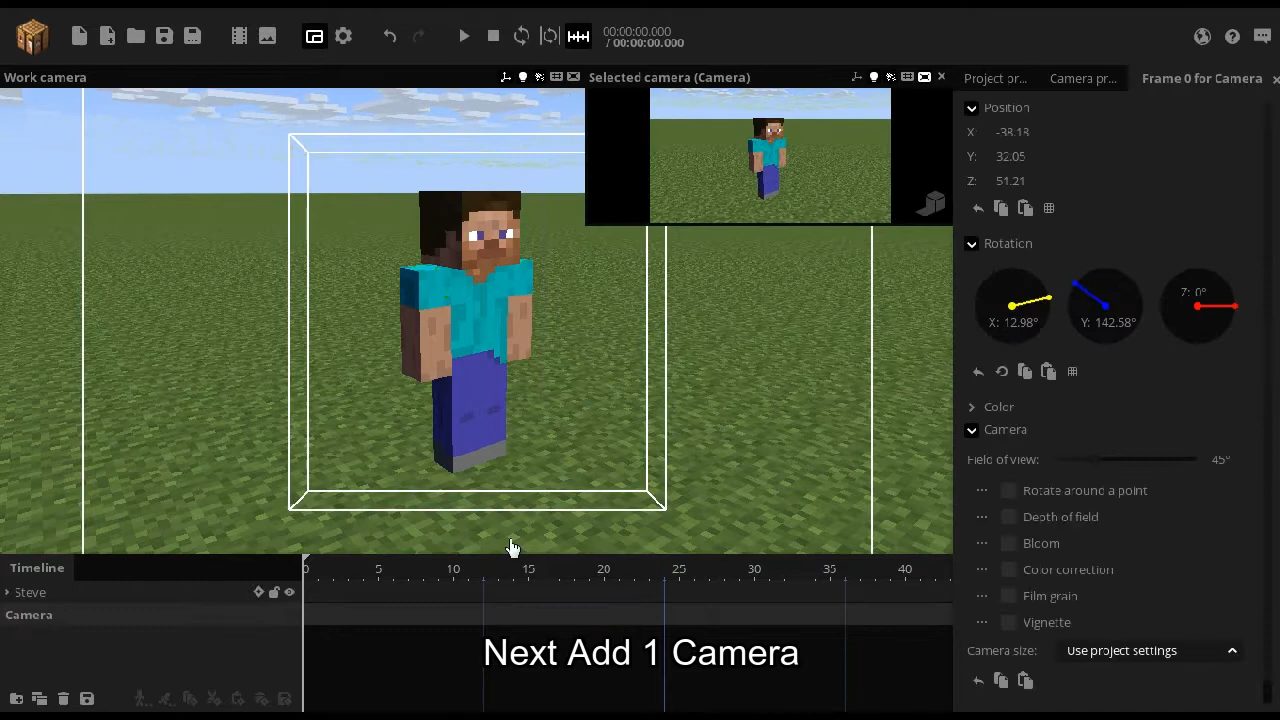 00:00:00.000
/ 00:00:00.000
Work camera
Selected camera (Camera)
Project pr...
Camera pr...
Frame 0 for Camera
Position
X: -38.18
Y: 32.05
Z: 51.21
Rotation
X: 12.98°
Y: 142.58°
Z: 0°
Color
Camera
Field of view: 45°
Rotate around a point
Depth of field
Bloom
Color correction
Film grain
Vignette
Camera size: Use project settings
Timeline
0 5 10 15 20 25 30 35 40
Steve
Camera
Next Add 1 Camera